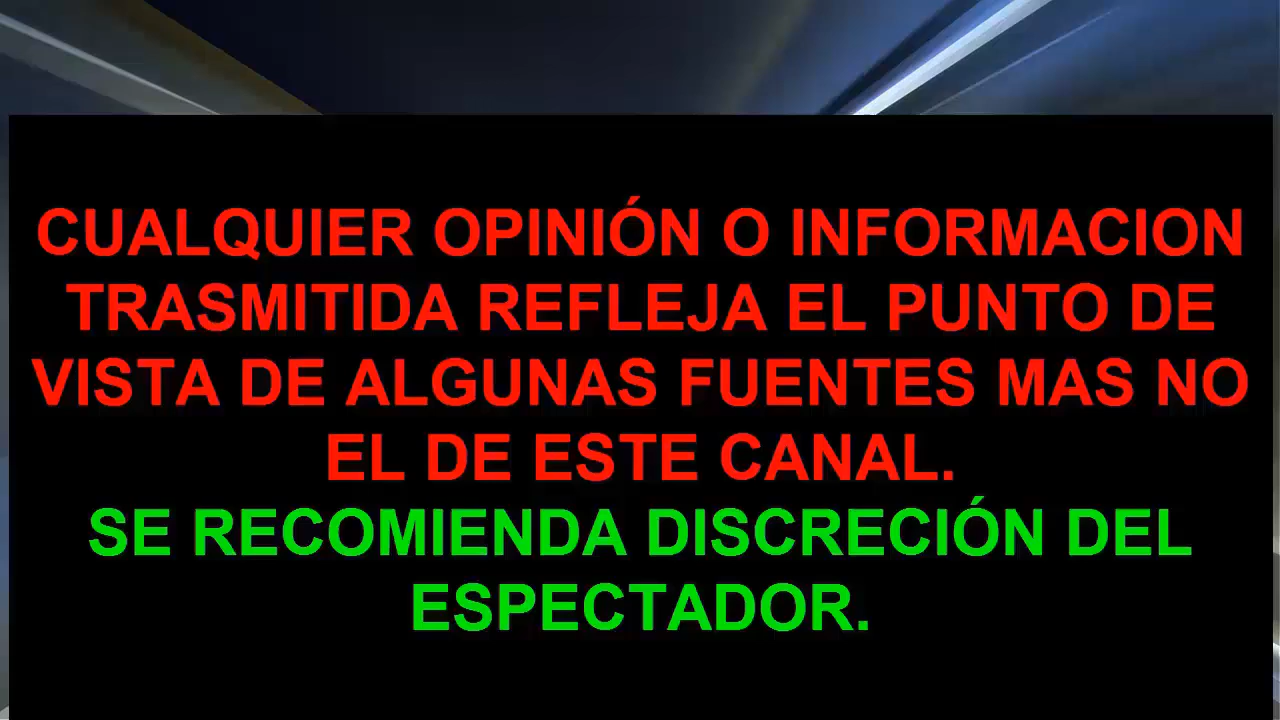 CUALQUIER OPINIÓN O INFORMACION
TRASMITIDA REFLEJA EL PUNTO DE
VISTA DE ALGUNAS FUENTES MAS NO
EL DE ESTE CANAL.
SE RECOMIENDA DISCRECIÓN DEL
ESPECTADOR.